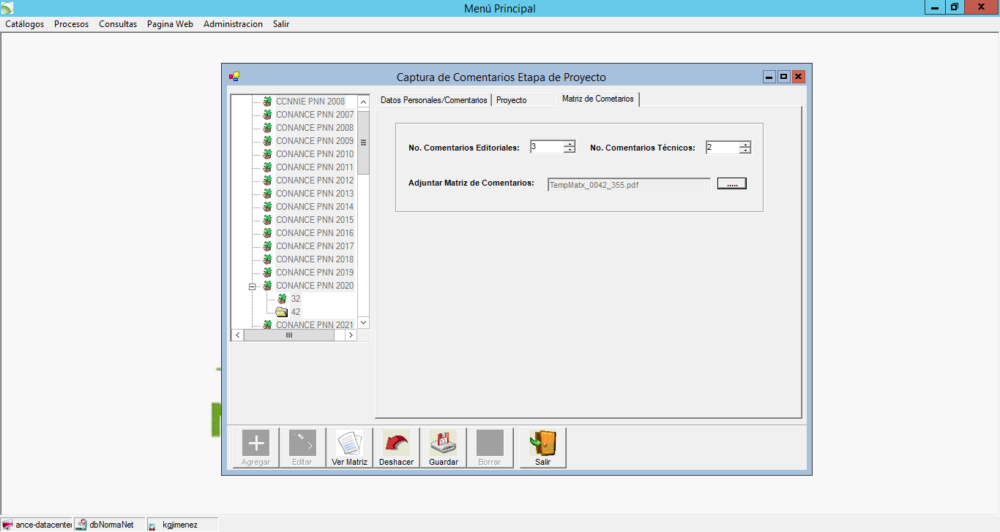 Menú Principal
Catálogos Procesos Consultas Pagina Web Administracion Salir
Captura de Comentarios Etapa de Proyecto
CCNNIE PNN 2008
CONANCE PNN 2007
CONANCE PNN 2008
CONANCE PNN 2009
CONANCE PNN 2010
CONANCE PNN 2011
CONANCE PNN 2012
CONANCE PNN 2013
CONANCE PNN 2014
CONANCE PNN 2015
CONANCE PNN 2016
CONANCE PNN 2017
CONANCE PNN 2018
CONANCE PNN 2019
CONANCE PNN 2020
32
42
CONANCE PNN 2021
Datos Personales/Comentarios Proyecto Matriz de Cometarios
No. Comentarios Editoriales: 3 No. Comentarios Técnicos: 2
Adjuntar Matriz de Comentarios: TempMatx_0042_355.pdf .....
Agregar Editar Ver Matriz Deshacer Guardar Borrar Salir
ance-datacenter dbNormaNet kgjimenez